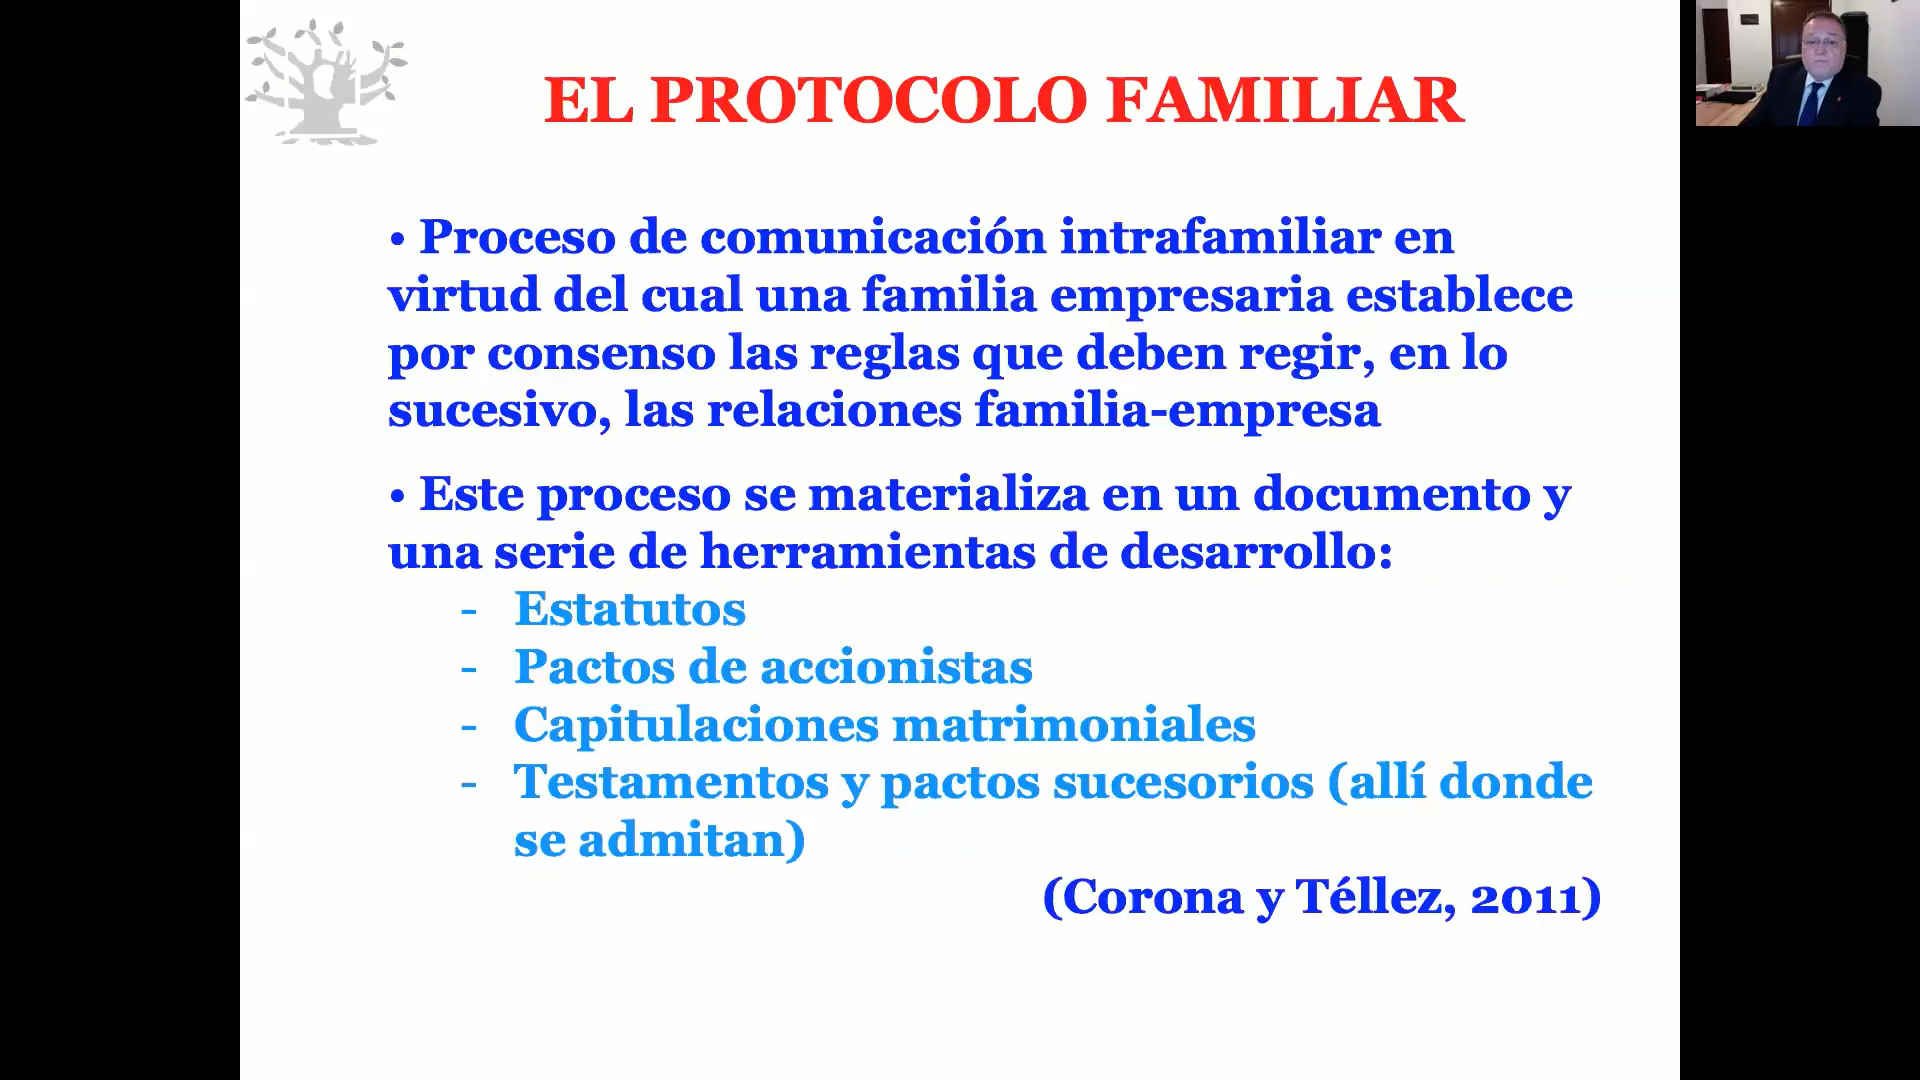 EL PROTOCOLO FAMILIAR
• Proceso de comunicación intrafamiliar en
virtud del cual una familia empresaria establece
por consenso las reglas que deben regir, en lo
sucesivo, las relaciones familia-empresa
• Este proceso se materializa en un documento y
una serie de herramientas de desarrollo:
- Estatutos
- Pactos de accionistas
- Capitulaciones matrimoniales
- Testamentos y pactos sucesorios (allí donde
se admitan)
(Corona y Téllez, 2011)